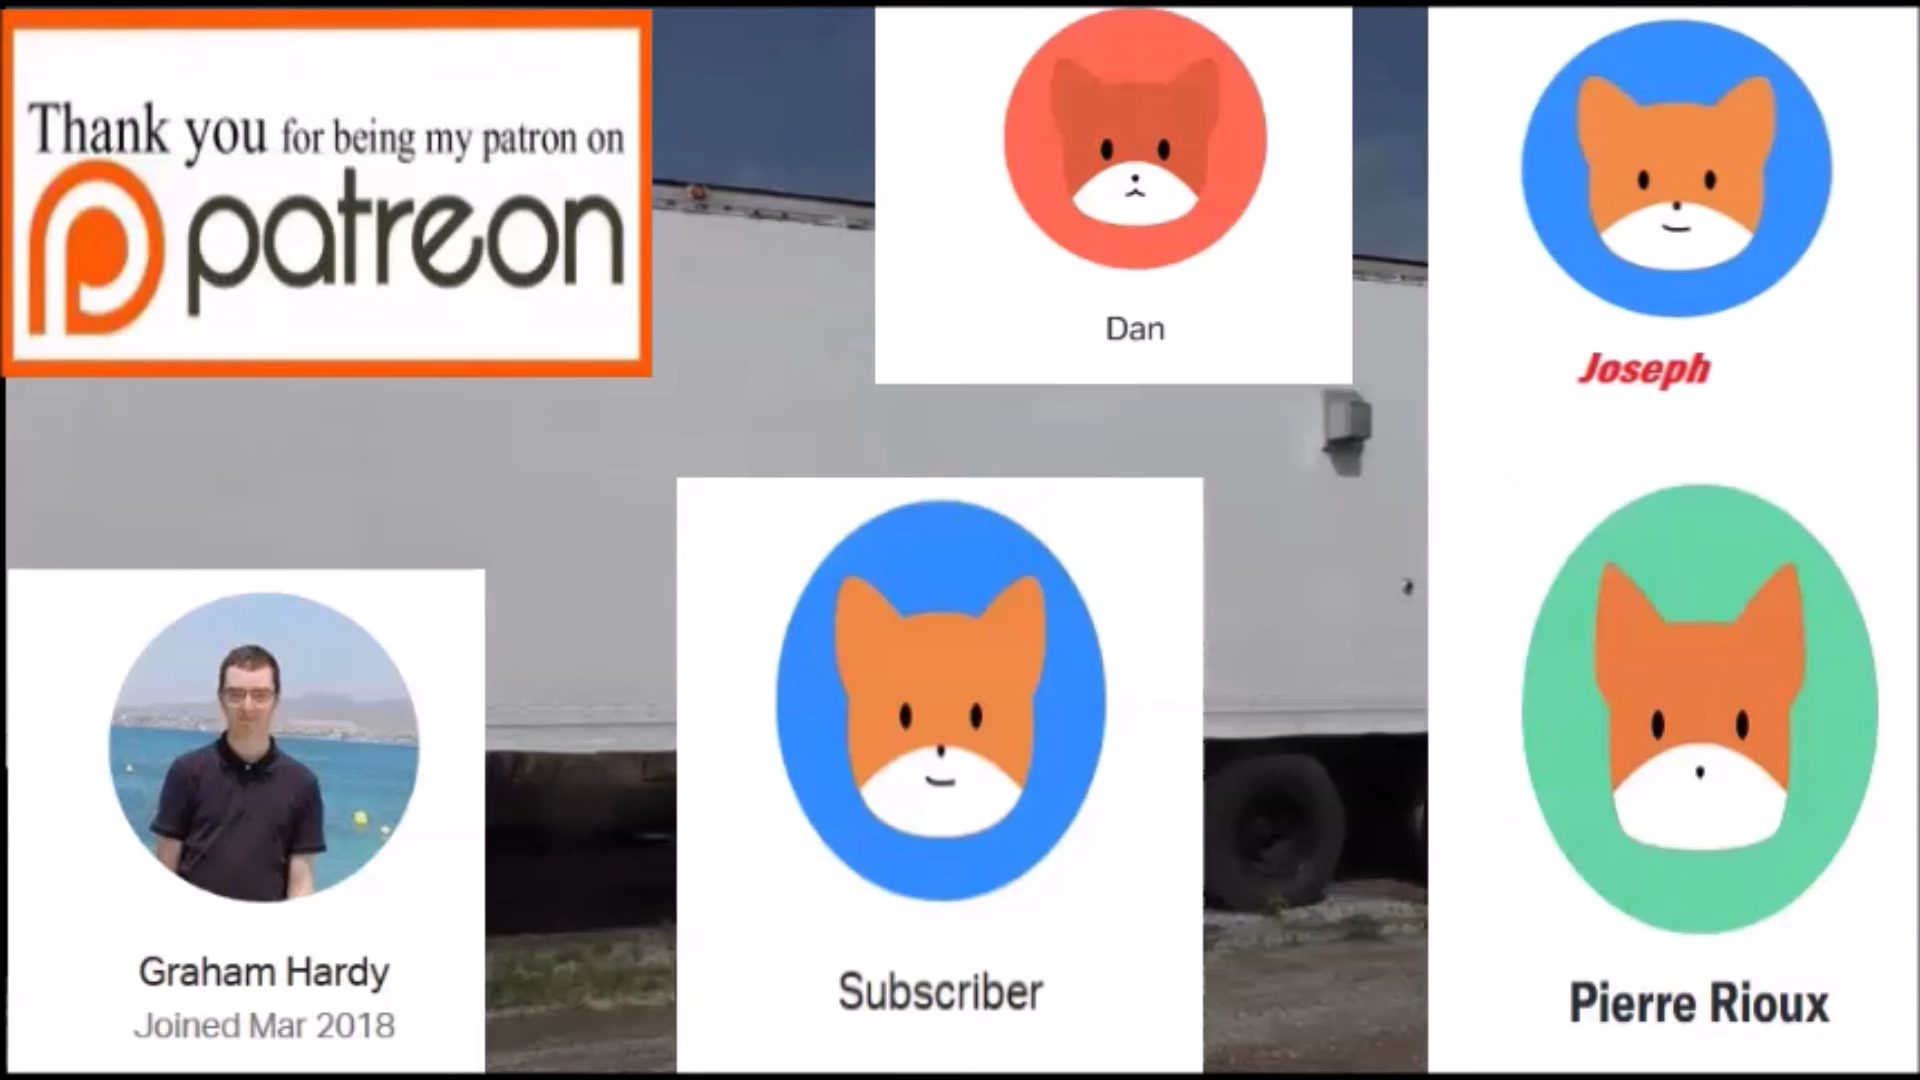 Thank you for being my patron on
patreon
Dan
Joseph
Graham Hardy
Joined Mar 2018
Subscriber
Pierre Rioux